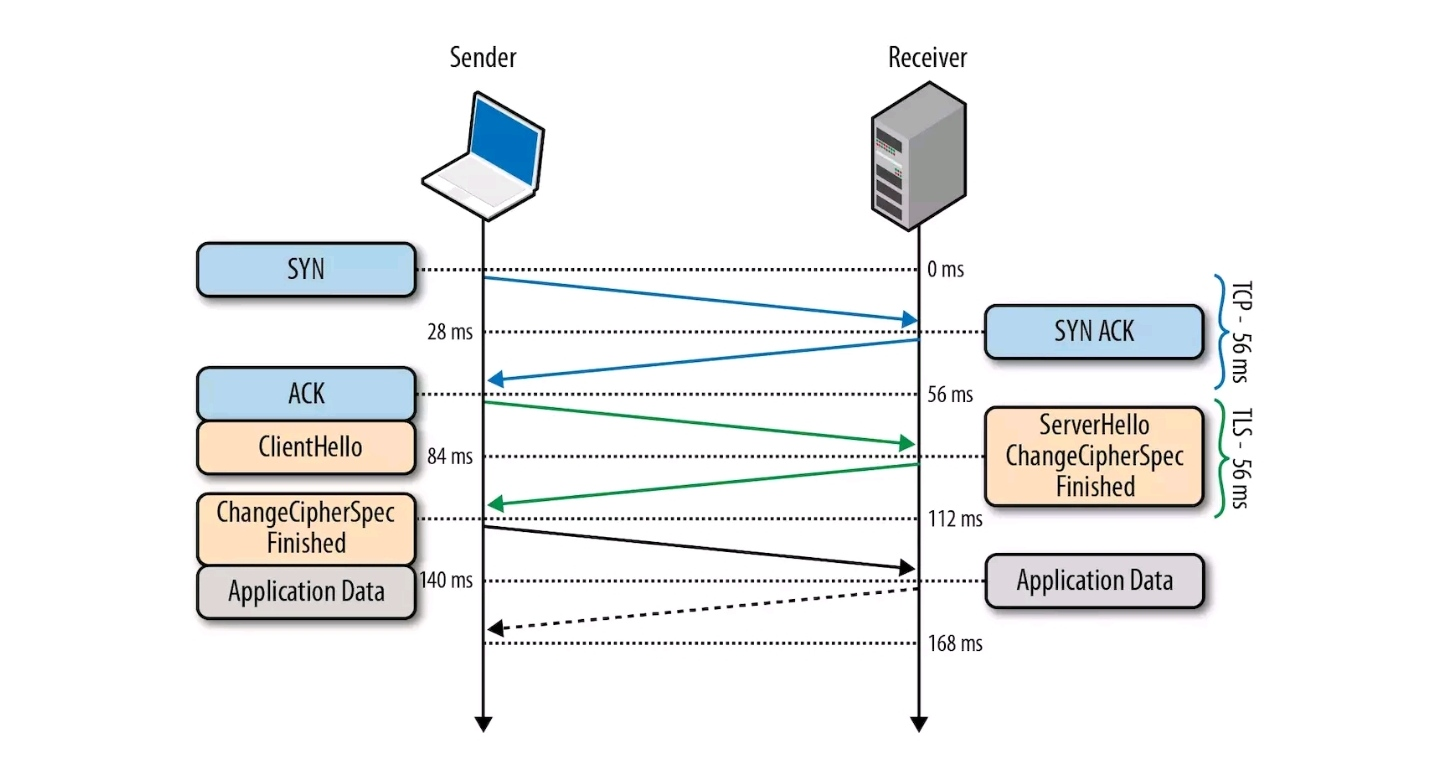 Sender
Receiver
SYN
0 ms
28 ms
SYN ACK
TCP - 56 ms
ACK
56 ms
ClientHello
84 ms
ServerHello
ChangeCipherSpec
Finished
TLS - 56 ms
ChangeCipherSpec
Finished
112 ms
Application Data
140 ms
Application Data
168 ms